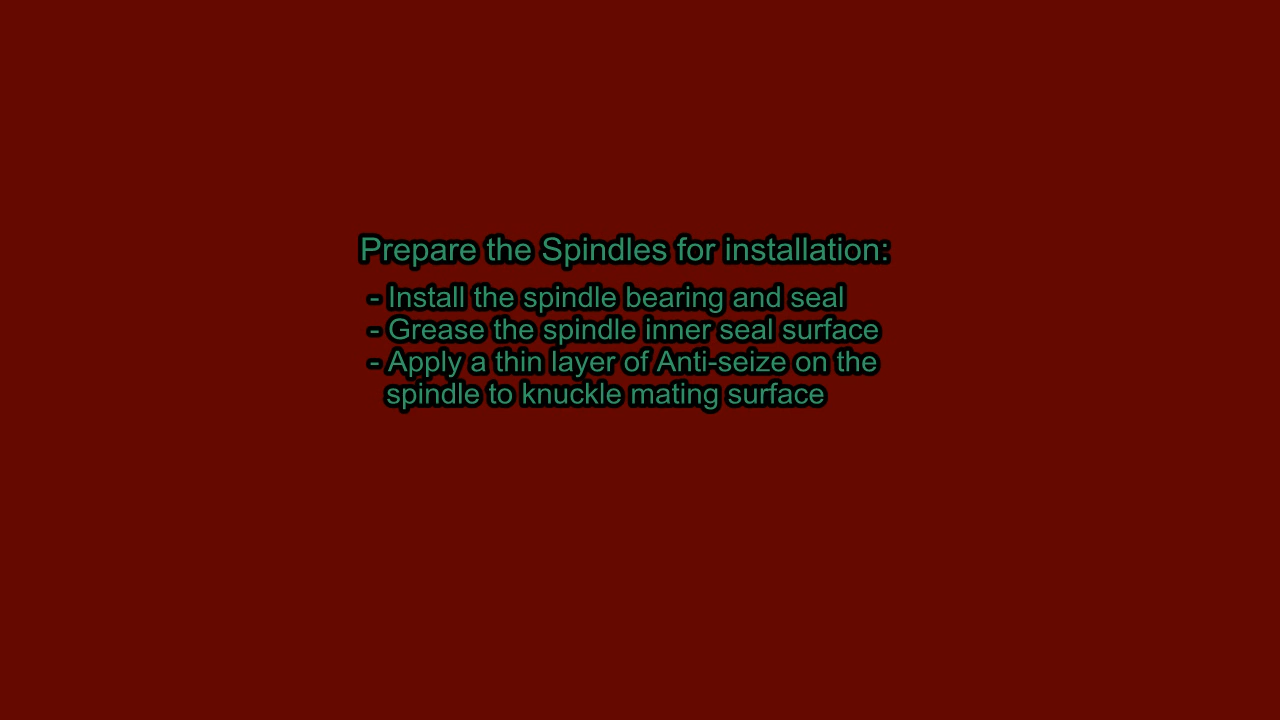 Prepare the Spindles for installation:
- Install the spindle bearing and seal
- Grease the spindle inner seal surface
- Apply a thin layer of Anti-seize on the
spindle to knuckle mating surface